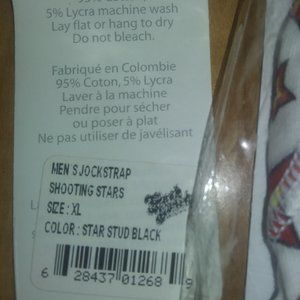 5% Lycra machine wash
Lay flat or hang to dry
Do not bleach.
Fabriqué en Colombie
95% Coton, 5% Lycra
Laver à la machine
Pendre pour sécher
ou poser à plat
Ne pas utiliser de javélisant
MEN'S JOCKSTRAP
SHOOTING STARS
SIZE : XL
COLOR : STAR STUD BLACK
6 28437 01268 9